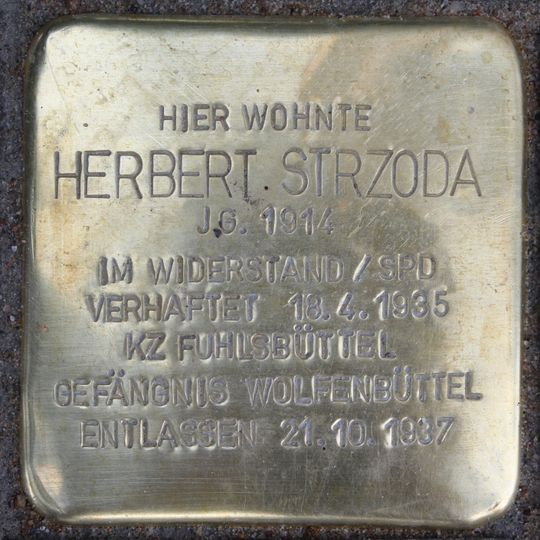 HIER WOHNTE
HERBERT STRZODA
JG. 1914
IM WIDERSTAND / SPD
VERHAFTET 18.4.1935
KZ FUHLSBÜTTEL
GEFÄNGNIS WOLFENBÜTTEL
ENTLASSEN 21.10.1937